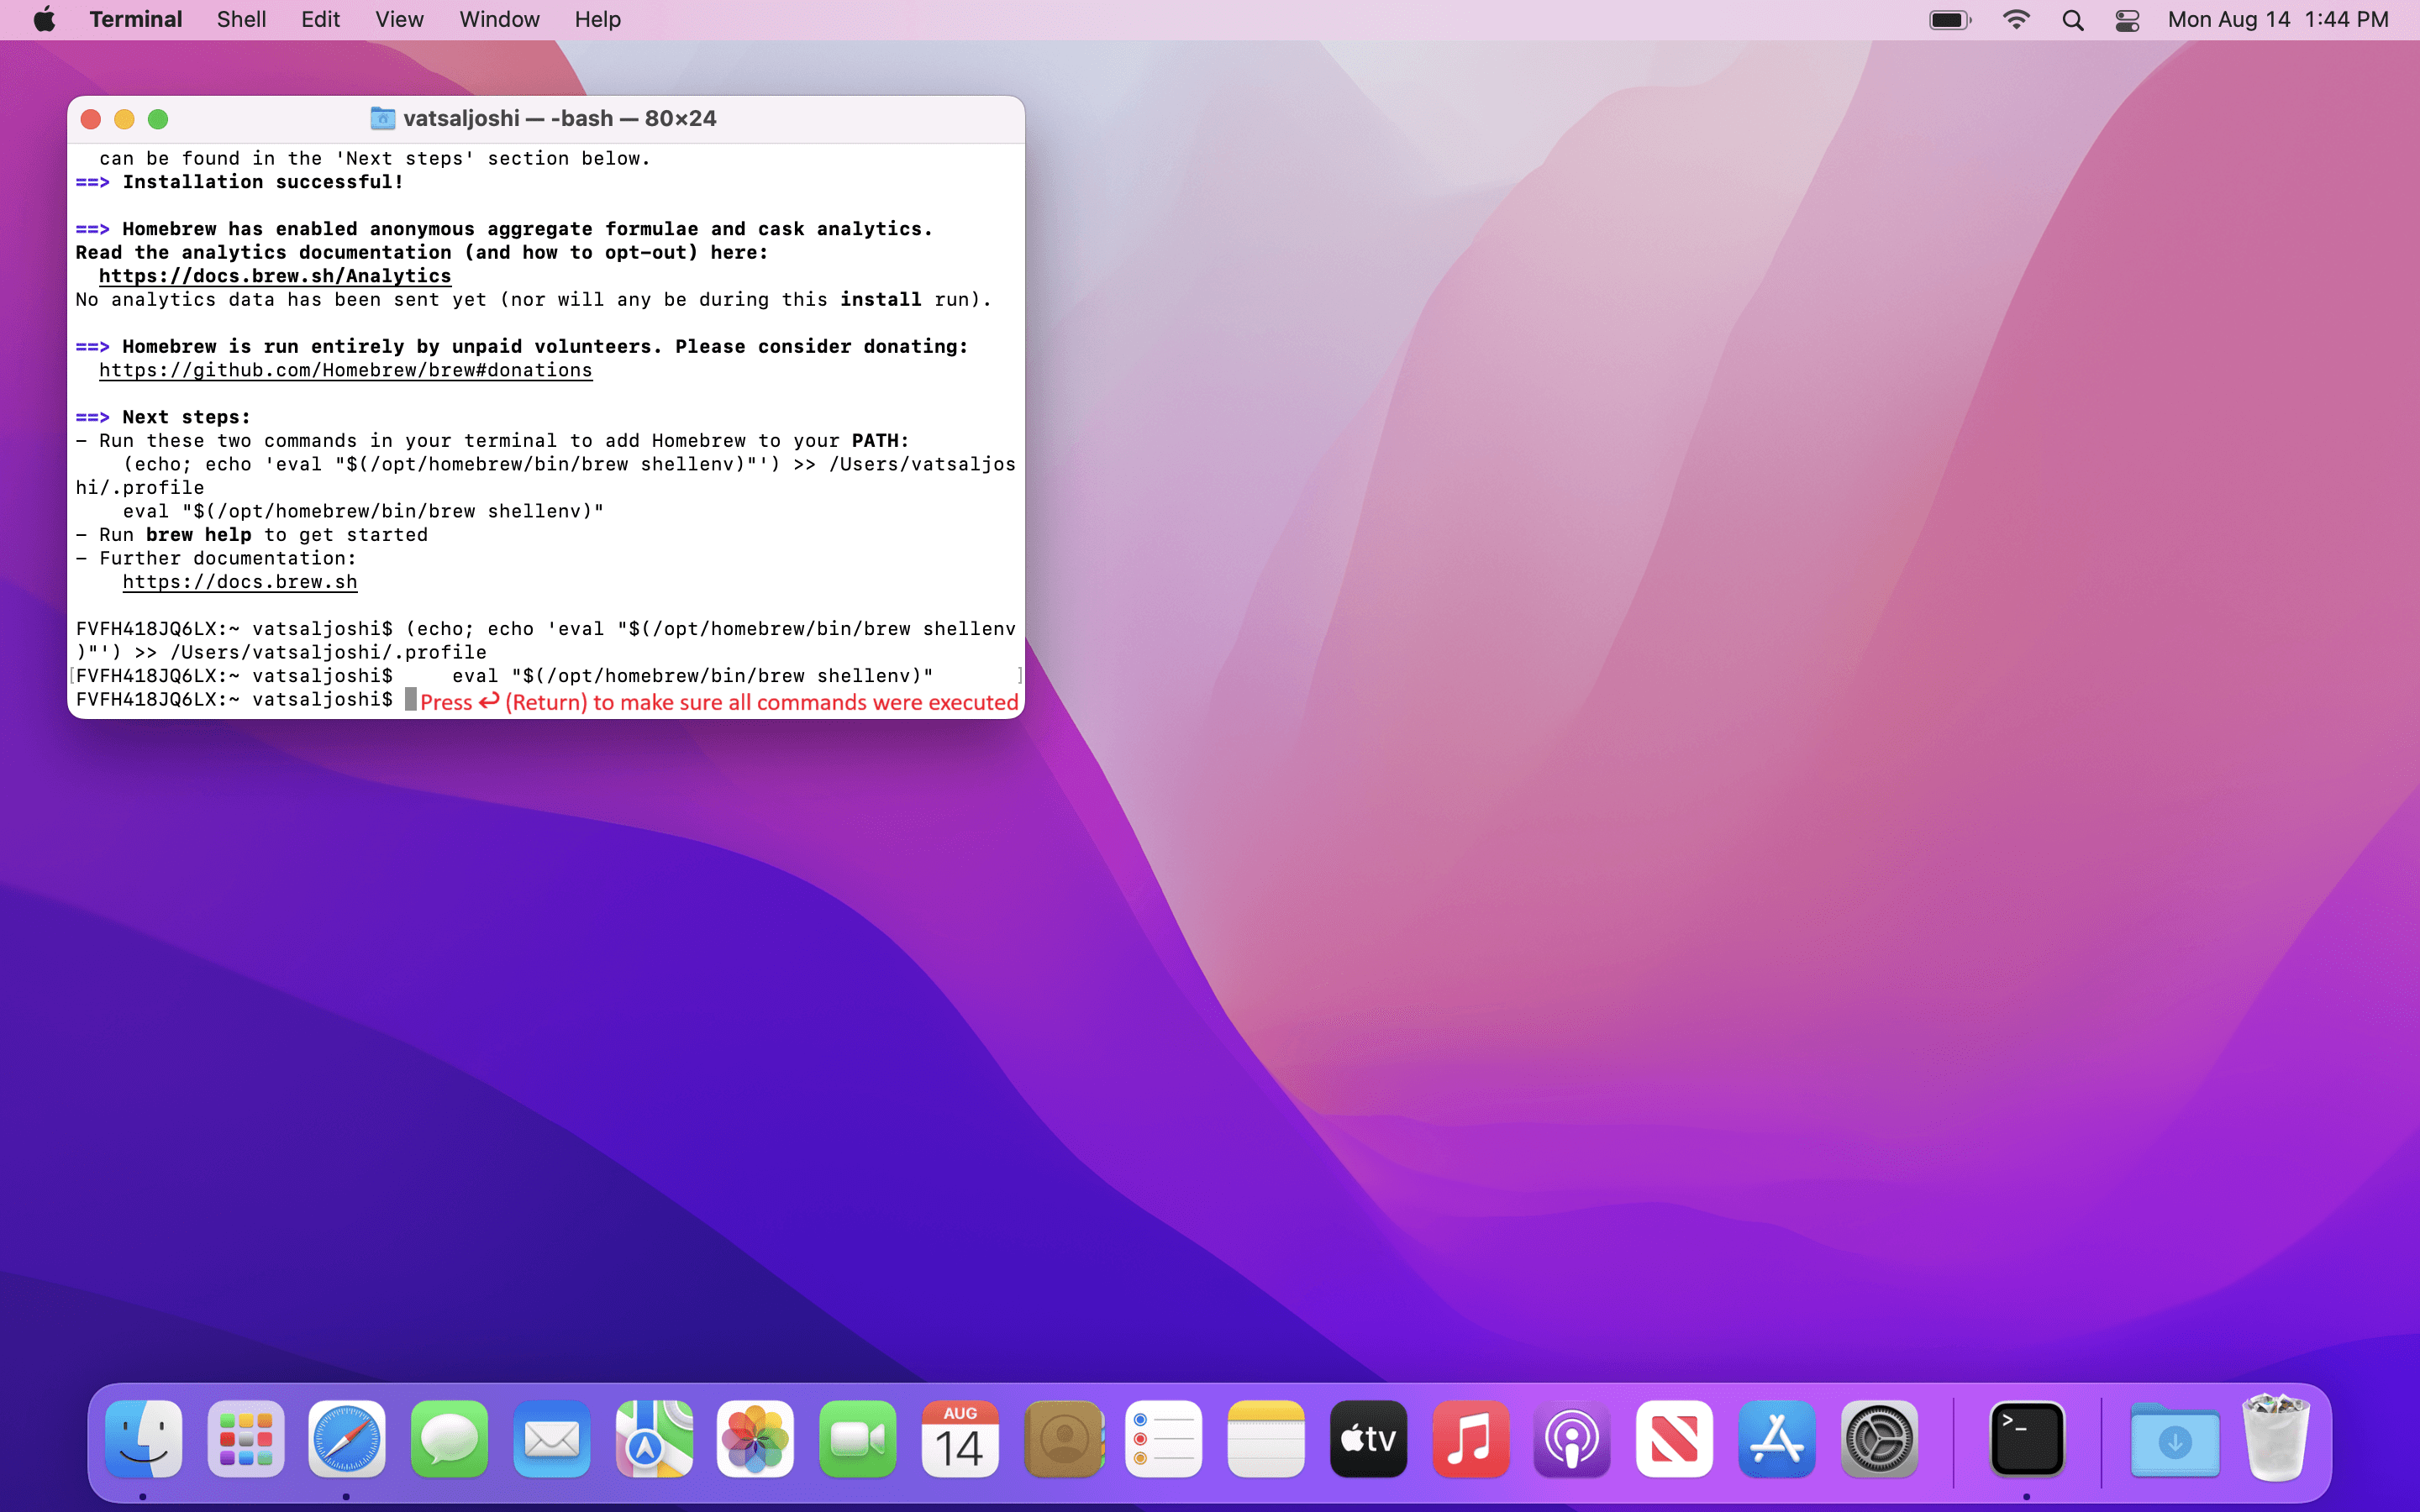 Terminal Shell Edit View Window Help Mon Aug 14 1:44 PM
vatsaljoshi — -bash — 80×24
can be found in the 'Next steps' section below.
==> Installation successful!
==> Homebrew has enabled anonymous aggregate formulae and cask analytics.
Read the analytics documentation (and how to opt-out) here:
https://docs.brew.sh/Analytics
No analytics data has been sent yet (nor will any be during this install run).
==> Homebrew is run entirely by unpaid volunteers. Please consider donating:
https://github.com/Homebrew/brew#donations
==> Next steps:
- Run these two commands in your terminal to add Homebrew to your PATH:
(echo; echo 'eval "$(/opt/homebrew/bin/brew shellenv)"') >> /Users/vatsaljos
hi/.profile
eval "$(/opt/homebrew/bin/brew shellenv)"
- Run brew help to get started
- Further documentation:
https://docs.brew.sh
FVFH418JQ6LX:~ vatsaljoshi$ (echo; echo 'eval "$(/opt/homebrew/bin/brew shellenv
)"') >> /Users/vatsaljoshi/.profile
[FVFH418JQ6LX:~ vatsaljoshi$     eval "$(/opt/homebrew/bin/brew shellenv)" ]
FVFH418JQ6LX:~ vatsaljoshi$ Press ↩ (Return) to make sure all commands were executed
AUG
14
tv
>_